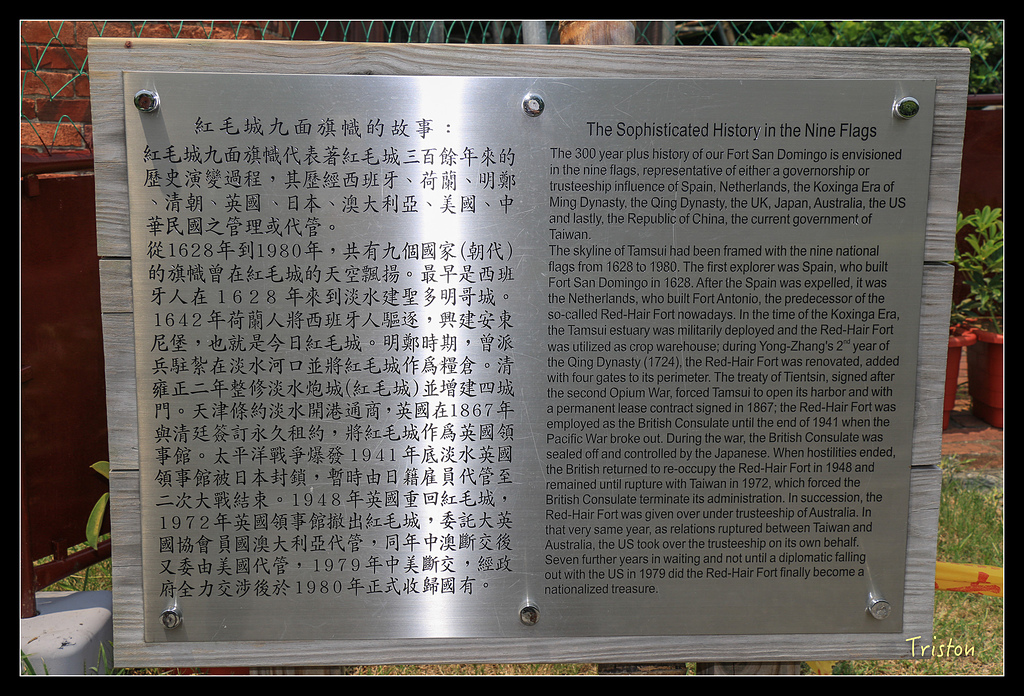 紅毛城九面旗幟的故事：
紅毛城九面旗幟代表著紅毛城三百餘年來的
歷史演變過程，其歷經西班牙、荷蘭、明鄭
、清朝、英國、日本、澳大利亞、美國、中
華民國之管理或代管。
從1628年到1980年，共有九個國家(朝代)
的旗幟曾在紅毛城的天空飄揚。最早是西班
牙人在1628年來到淡水建聖多明哥城。
1642年荷蘭人將西班牙人驅逐，興建安東
尼堡，也就是今日紅毛城。明鄭時期，曾派
兵駐紮在淡水河口並將紅毛城作為糧倉。清
雍正二年整修淡水炮城(紅毛城)並增建四城
門。天津條約淡水開港通商，英國在1867年
與清廷簽訂永久租約，將紅毛城作為英國領
事館。太平洋戰爭爆發1941年底淡水英國
領事館被日本封鎖，暫時由日籍雇員代管至
二次大戰結束。1948年英國重回紅毛城，
1972年英國領事館撤出紅毛城，委託大英
國協會員國澳大利亞代管，同年中澳斷交後
又委由美國代管，1979年中美斷交，經政
府全力交涉後於1980年正式收歸國有。
The Sophisticated History in the Nine Flags
The 300 year plus history of our Fort San Domingo is envisioned
in the nine flags, representative of either a governorship or
trusteeship influence of Spain, Netherlands, the Koxinga Era of
Ming Dynasty, the Qing Dynasty, the UK, Japan, Australia, the US
and lastly, the Republic of China, the current government of
Taiwan.
The skyline of Tamsui had been framed with the nine national
flags from 1628 to 1980. The first explorer was Spain, who built
Fort San Domingo in 1628. After the Spain was expelled, it was
the Netherlands, who built Fort Antonio, the predecessor of the
so-called Red-Hair Fort nowadays. In the time of the Koxinga Era,
the Tamsui estuary was militarily deployed and the Red-Hair Fort
was utilized as crop warehouse; during Yong-Zhang's 2nd year of
the Qing Dynasty (1724), the Red-Hair Fort was renovated, added
with four gates to its perimeter. The treaty of Tientsin, signed after
the second Opium War, forced Tamsui to open its harbor and with
a permanent lease contract signed in 1867; the Red-Hair Fort was
employed as the British Consulate until the end of 1941 when the
Pacific War broke out. During the war, the British Consulate was
sealed off and controlled by the Japanese. When hostilities ended,
the British returned to re-occupy the Red-Hair Fort in 1948 and
remained until rupture with Taiwan in 1972, which forced the
British Consulate terminate its administration. In succession, the
Red-Hair Fort was given over under trusteeship of Australia. In
that very same year, as relations ruptured between Taiwan and
Australia, the US took over the trusteeship on its own behalf.
Seven further years in waiting and not until a diplomatic falling
out with the US in 1979 did the Red-Hair Fort finally become a
nationalized treasure.
Triston